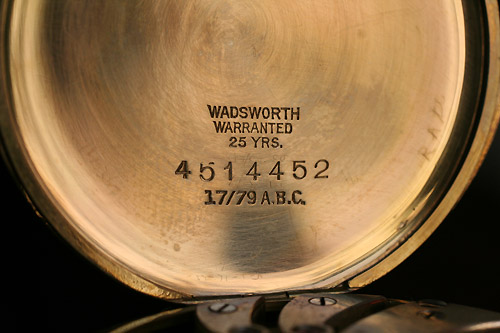 WADSWORTH
WARRANTED
25 YRS.
4514452
17/79 A.B.C.